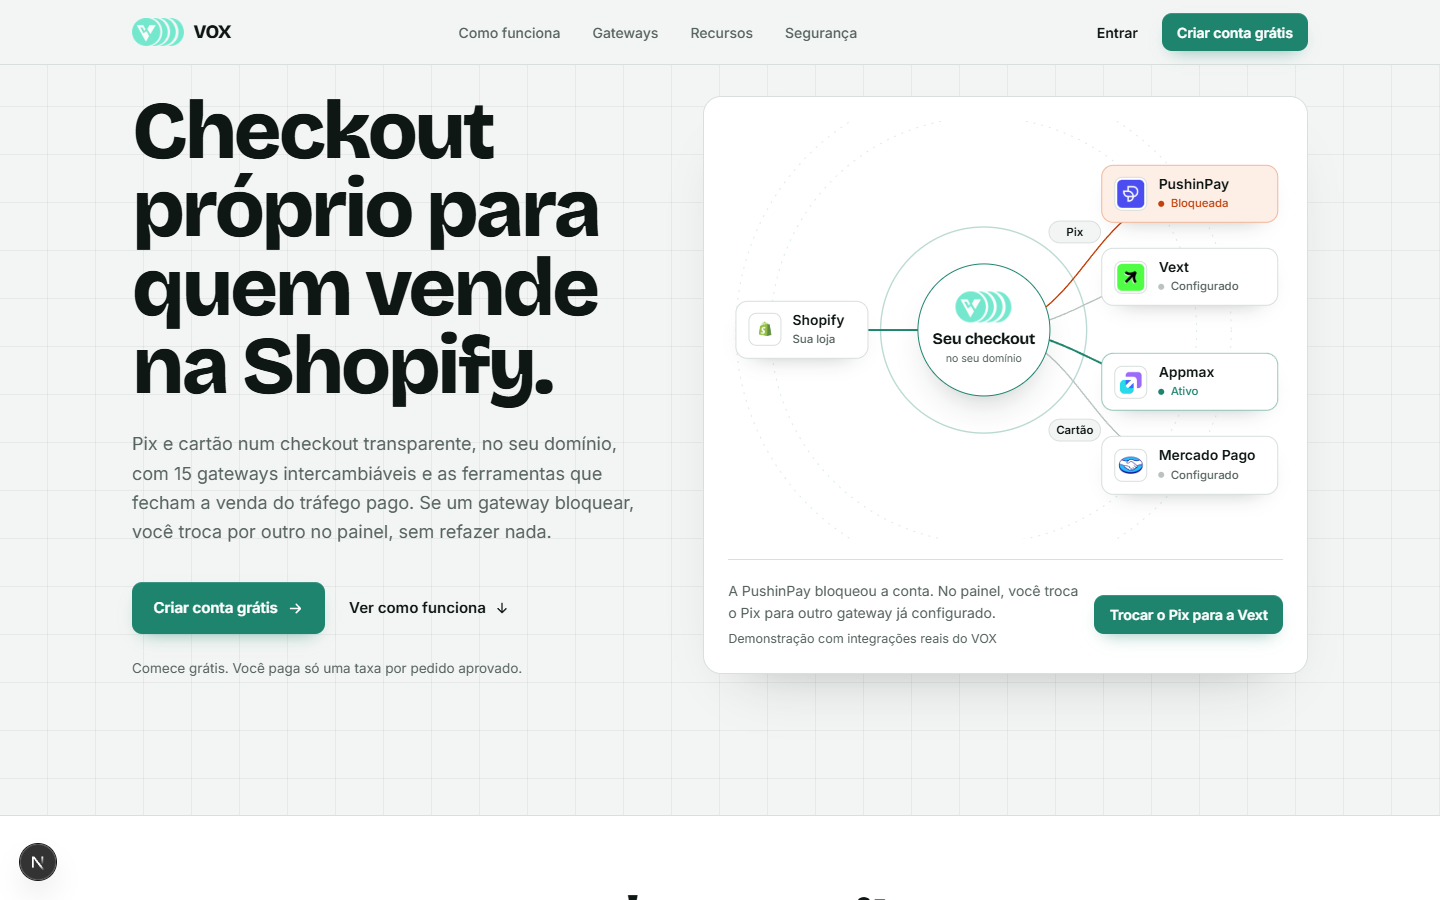 VOX
Como funciona
Gateways
Recursos
Segurança
Entrar
Criar conta grátis
Checkout
próprio para
quem vende
na Shopify.
Pix e cartão num checkout transparente, no seu domínio,
com 15 gateways intercambiáveis e as ferramentas que
fecham a venda do tráfego pago. Se um gateway bloquear,
você troca por outro no painel, sem refazer nada.
Criar conta grátis →
Ver como funciona ↓
Comece grátis. Você paga só uma taxa por pedido aprovado.
Shopify
Sua loja
Seu checkout
no seu domínio
Pix
Cartão
PushinPay
Bloqueada
Vext
Configurado
Appmax
Ativo
Mercado Pago
Configurado
A PushinPay bloqueou a conta. No painel, você troca
o Pix para outro gateway já configurado.
Demonstração com integrações reais do VOX
Trocar o Pix para a Vext
N